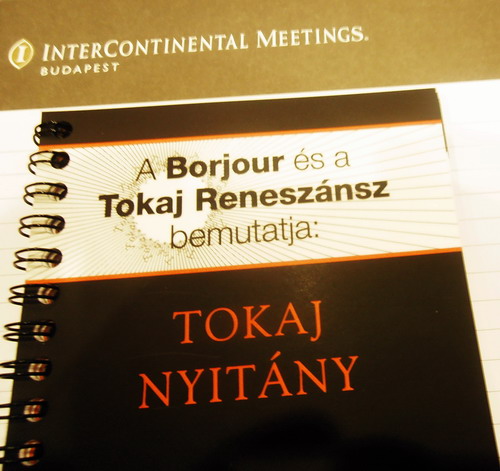 INTERCONTINENTAL MEETINGS.
BUDAPEST
A Borjour és a
Tokaj Reneszánsz
bemutatja:
TOKAJ
NYITÁNY